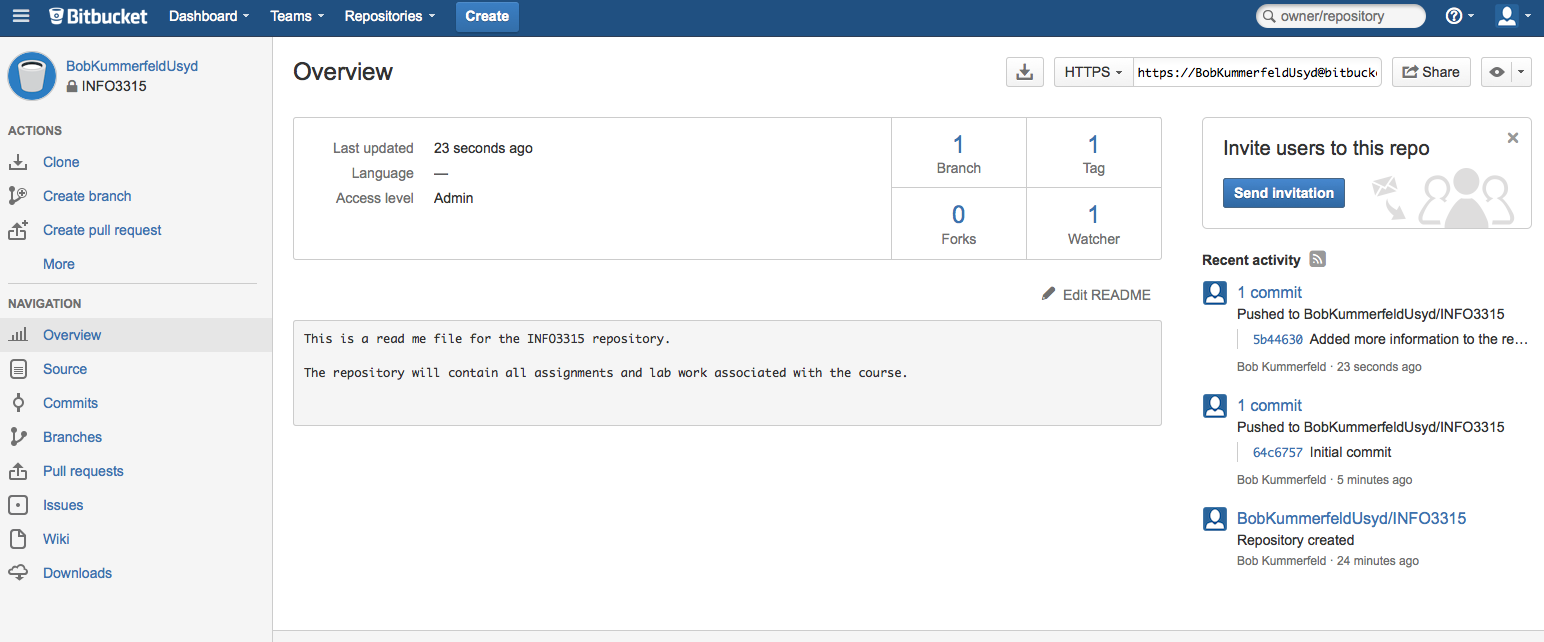 Bitbucket Dashboard Teams Repositories Create owner/repository
BobKummerfeldUsyd
INFO3315
ACTIONS
Clone
Create branch
Create pull request
More
NAVIGATION
Overview
Source
Commits
Branches
Pull requests
Issues
Wiki
Downloads
Overview
HTTPS https://BobKummerfeldUsyd@bitbuck Share
Last updated 23 seconds ago
Language —
Access level Admin
1
Branch
1
Tag
0
Forks
1
Watcher
Edit README
This is a read me file for the INFO3315 repository.
The repository will contain all assignments and lab work associated with the course.
Invite users to this repo
Send invitation
Recent activity
1 commit
Pushed to BobKummerfeldUsyd/INFO3315
5b44630 Added more information to the re…
Bob Kummerfeld · 23 seconds ago
1 commit
Pushed to BobKummerfeldUsyd/INFO3315
64c6757 Initial commit
Bob Kummerfeld · 5 minutes ago
BobKummerfeldUsyd/INFO3315
Repository created
Bob Kummerfeld · 24 minutes ago